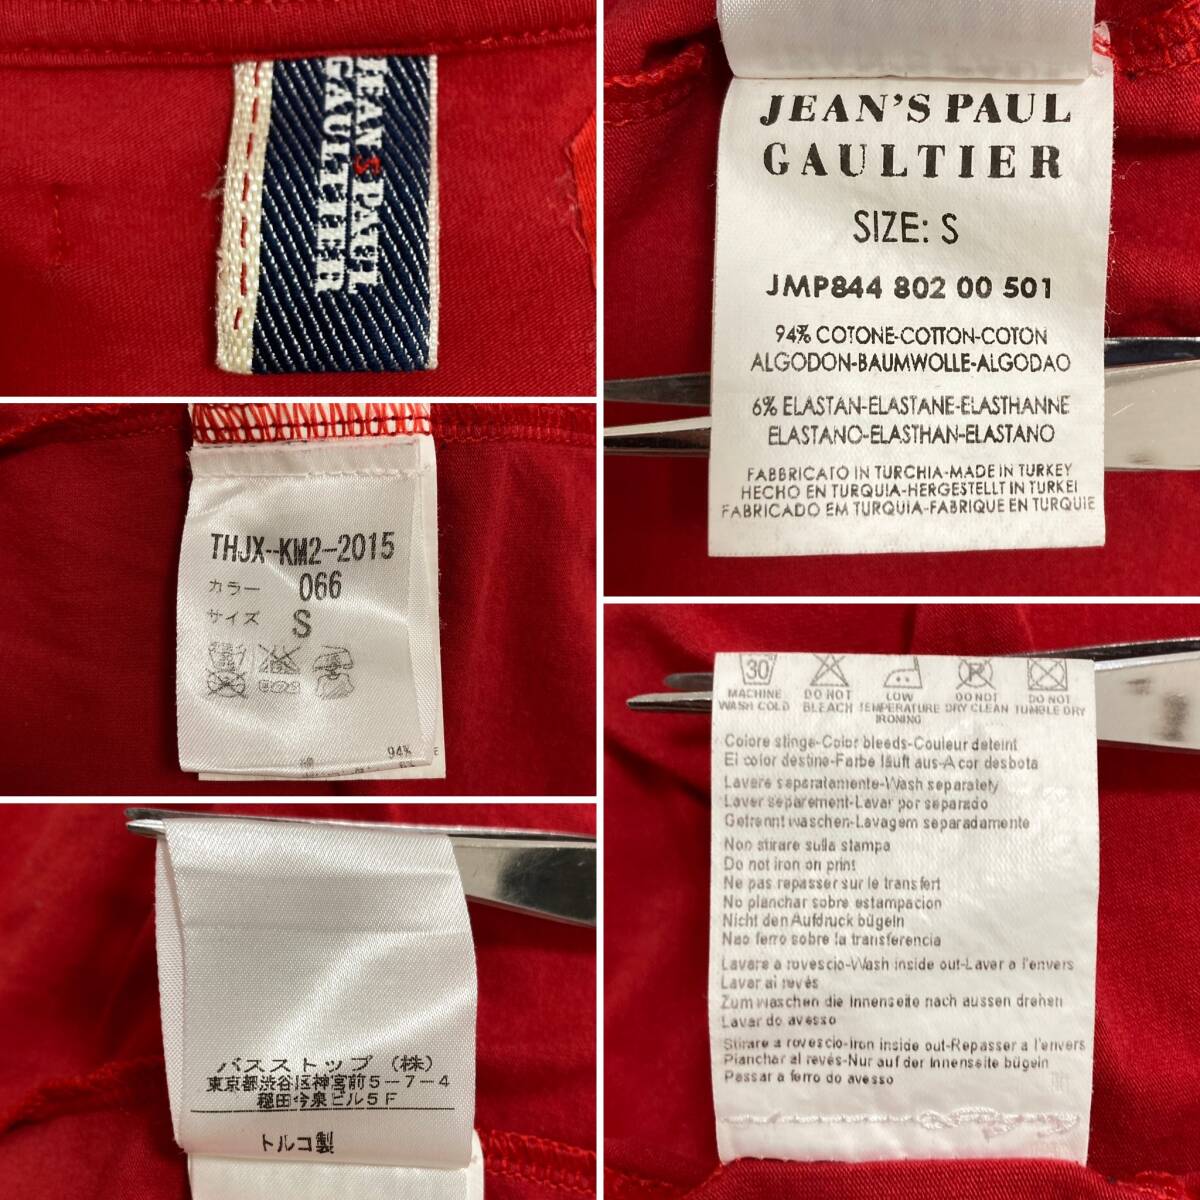 JEAN'S PAUL
GAULTIER
JEAN'S PAUL
GAULTIER
SIZE: S
JMP844 802 00 501
94% COTONE-COTTON-COTON
ALGODON-BAUMWOLLE-ALGODAO
6% ELASTAN-ELASTANE-ELASTHANNE
ELASTANO-ELASTHAN-ELASTANO
FABBRICATO IN TURCHIA-MADE IN TURKEY
HECHO EN TURQUIA-HERGESTELLT IN TURKEI
FABRICADO EM TURQUIA-FABRIQUE EN TURQUIE
THJX-KM2-2015
カラー 066
サイズ S
94%
バスストップ (株)
東京都渋谷区神宮前5-7-4
穏田今泉ビル5F
トルコ製
30
MACHINE WASH COLD
DO NOT BLEACH
LOW TEMPERATURE IRONING
P
DO NOT DRY CLEAN
DO NOT TUMBLE DRY
Colore stinge-Color bleeds-Couleur deteint
El color destine-Farbe läuft aus-A cor desbota
Lavare separatamente-Wash separately
Laver separement-Lavar por separado
Getrennt waschen-Lavagem separadamente
Non stirare sulla stampa
Do not iron on print
Ne pas repasser sur le transfert
No planchar sobre estampacion
Nicht den Aufdruck bügeln
Nao ferro sobre la transferencia
Lavare a rovescio-Wash inside out-Laver a l'envers
Lavar al revés
Zum waschen die Innenseite nach aussen drehen
Lavar do avesso
Stirare a rovescio-Iron inside out-Repasser a l'envers
Planchar al revés-Nur auf der Innenseite bügeln
Passar a ferro do avesso